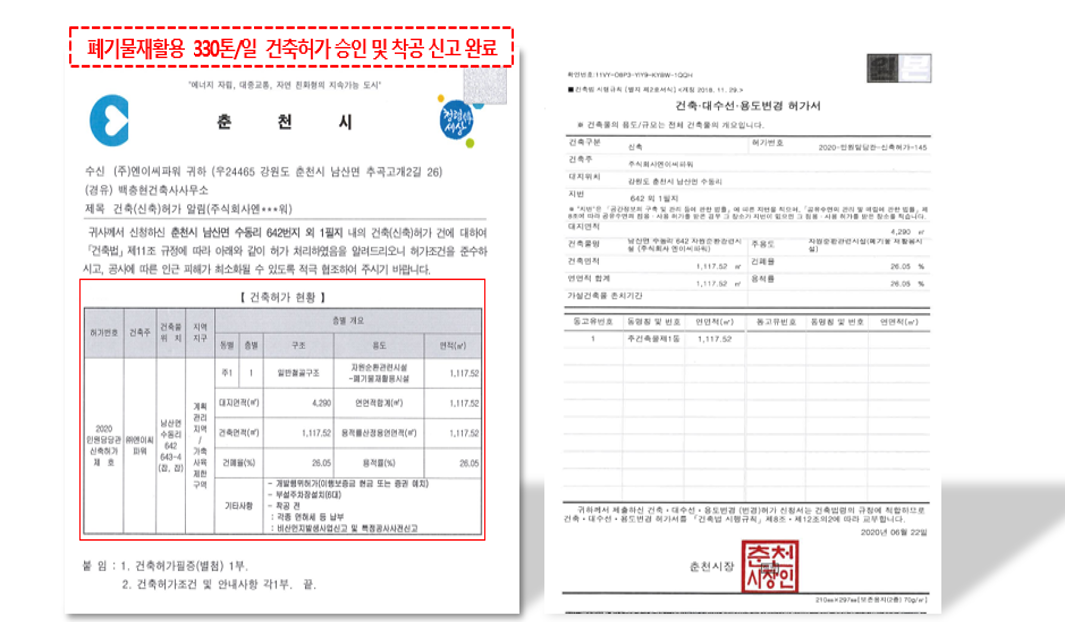 폐기물재활용 330톤/일 건축허가 승인 및 착공 신고 완료
"에너지 자립, 대중교통, 자연 친화형의 지속가능 도시"
춘 천 시
수신 (주)엔이씨파워 귀하 (우24465 강원도 춘천시 남산면 추곡고개2길 26)
(경유) 백층현건축사사무소
제목 건축(신축)허가 알림(주식회사엔***워)
귀사에서 신청하신 춘천시 남산면 수동리 642번지 외 1필지 내의 건축(신축)허가 건에 대하여
「건축법」제11조 규정에 따라 아래와 같이 허가 처리하였음을 알려드리오니 허가조건을 준수하
시고, 공사에 따른 인근 피해가 최소화될 수 있도록 적극 협조하여 주시기 바랍니다.
【 건축허가 현황 】
허가번호 건축주 건축물 위 치 지역 지구 층별 개요
동별 층별 구조 용도 면적(㎡)
2020 민원담당관 신축허가 제 호
㈜엔이씨 파워
남산면 수동리 642 643-4 (잡, 잡)
계획 관리 지역 / 가축 사육 제한 구역
주1 1 일반철골구조 자원순환관련시설 -폐기물재활용시설 1,117.52
대지면적(㎡) 4,290 연면적합계(㎡) 1,117.52
건축면적(㎡) 1,117.52 용적률산정용연면적(㎡) 1,117.52
건폐율(%) 26.05 용적률(%) 26.05
기타사항
- 개발행위허가(이행보증금 현금 또는 증권 예치)
- 부설주차장설치(6대)
- 착공 전
: 각종 면허세 등 납부
: 비산먼지발생사업신고 및 특정공사사전신고
붙 임 : 1. 건축허가필증(별첨) 1부.
2. 건축허가조건 및 안내사항 각1부. 끝.
확인번호:11VY-OBP3-YIY9-KYBW-1QQH
■ 건축법 시행규칙 [별지 제2호서식] <개정 2018. 11. 29.>
건축·대수선·용도변경 허가서
※ 건축물의 용도/규모는 전체 건축물의 개요입니다.
건축구분 신축 허가번호 2020-민원담당관-신축허가-145
건축주 주식회사엔이씨파워
대지위치 강원도 춘천시 남산면 수동리
지번 642 외 1필지
대지면적 4,290 ㎡
건축물명 남산면 수동리 642 자원순환관련시설 (주식회사 엔이씨파워) 주용도 자원순환관련시설(폐기물 재활용시설)
건축면적 1,117.52 ㎡ 건폐율 26.05 %
연면적 합계 1,117.52 ㎡ 용적률 26.05 %
가설건축물 존치기간
동고유번호 동명칭 및 번호 연면적(㎡) 동고유번호 동명칭 및 번호 연면적(㎡)
1 주건축물제1동 1,117.52
귀하께서 제출하신 건축·대수선·용도변경 (변경)허가 신청서는 건축법령의 규정에 적합하므로
건축·대수선·용도변경 허가서를 「건축법 시행규칙」제8조·제12조의2에 따라 교부합니다.
2020년 06월 22일
춘천시장
춘천
시장인
210㎜×297㎜[보존용지(2종) 70g/㎡]